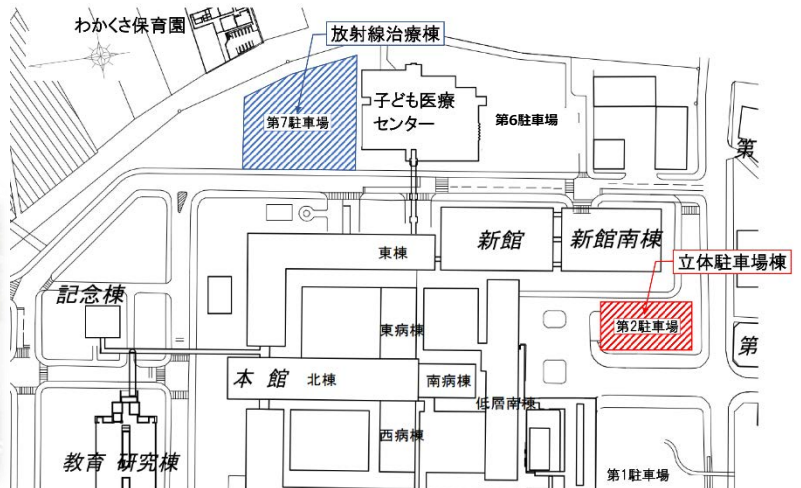 わかくさ保育園
放射線治療棟
第7駐車場
子ども医療
センター
第6駐車場
第
東棟
新館
新館南棟
立体駐車場棟
第2駐車場
記念棟
東病棟
第
本館
北棟
南病棟
低層南棟
西病棟
教育 研究棟
第1駐車場